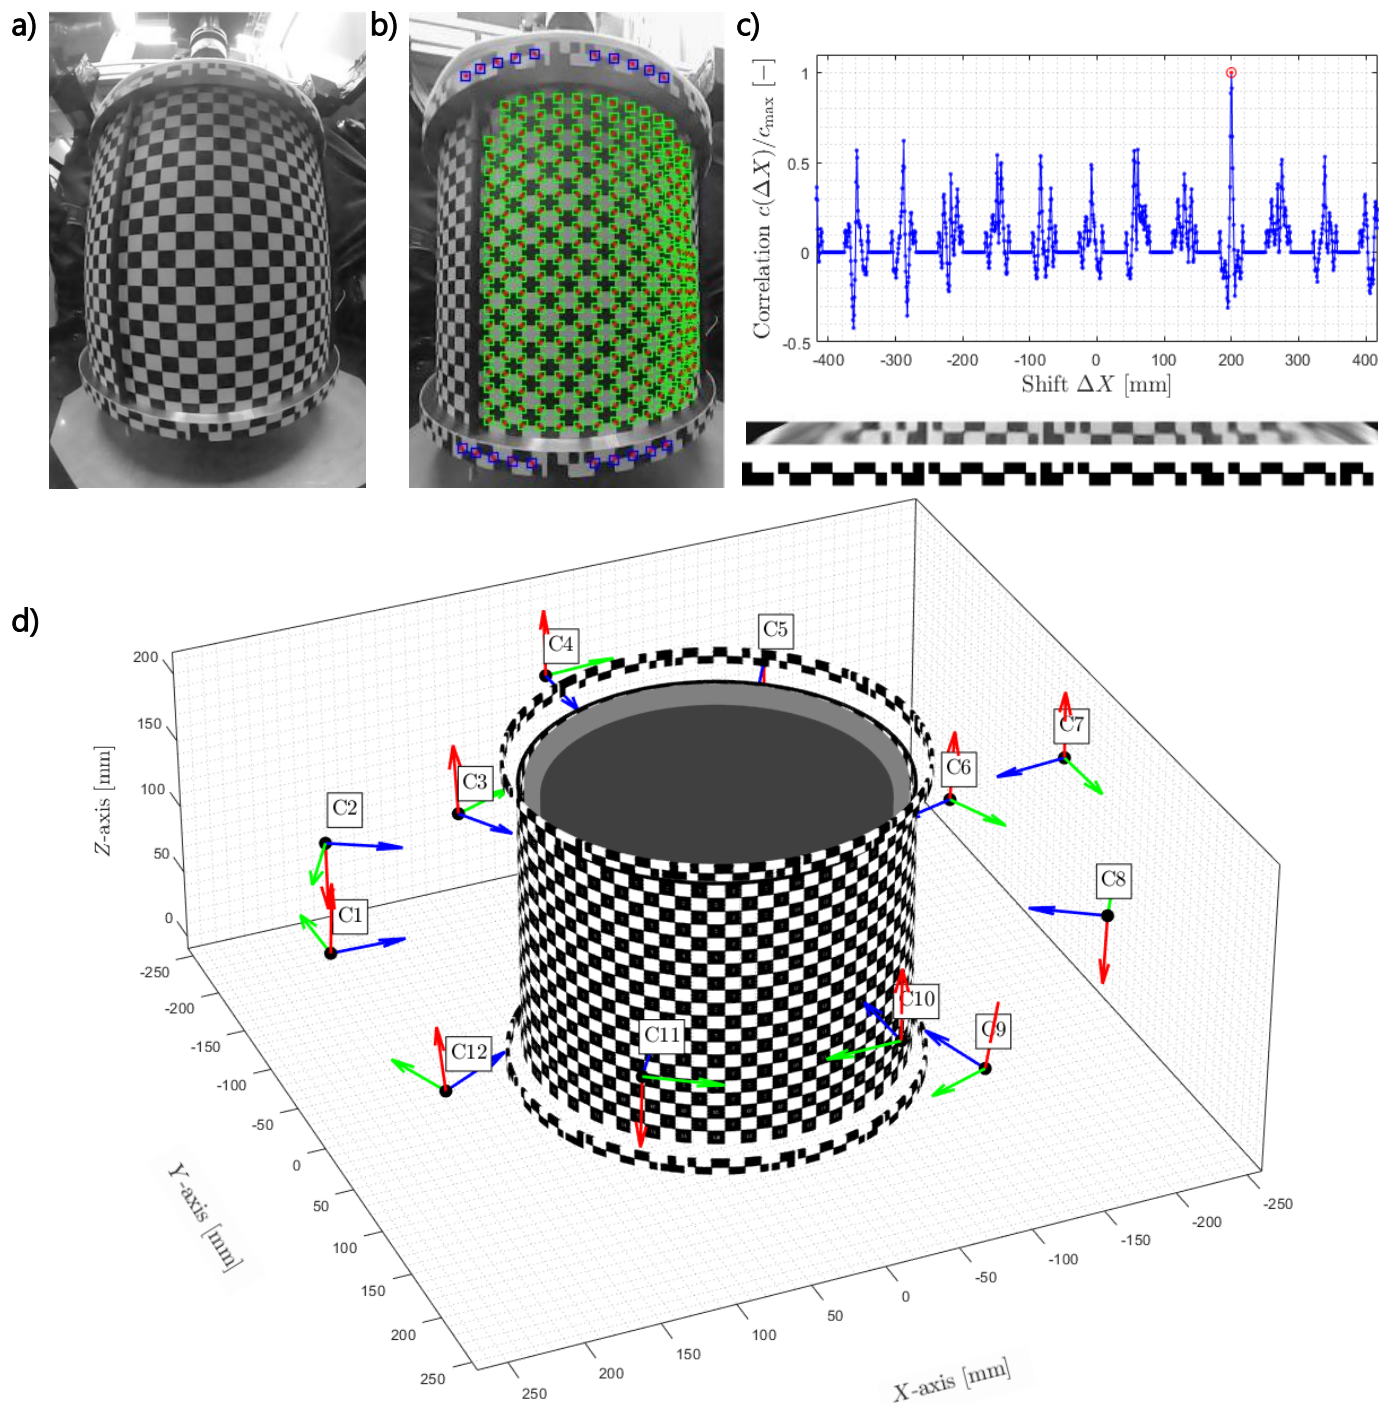 a)
b)
c)
Correlation c(ΔX)/cmax [−]
1
0.5
0
-0.5
-400
-300
-200
-100
0
100
200
300
400
Shift ΔX [mm]
d)
Z-axis [mm]
200
150
100
50
0
C1
C2
C3
C4
C5
C6
C7
C8
C9
C10
C11
C12
-250
-200
-150
-100
-50
0
50
100
150
200
250
Y-axis [mm]
250
200
150
100
50
0
-50
-100
-150
-200
-250
X-axis [mm]